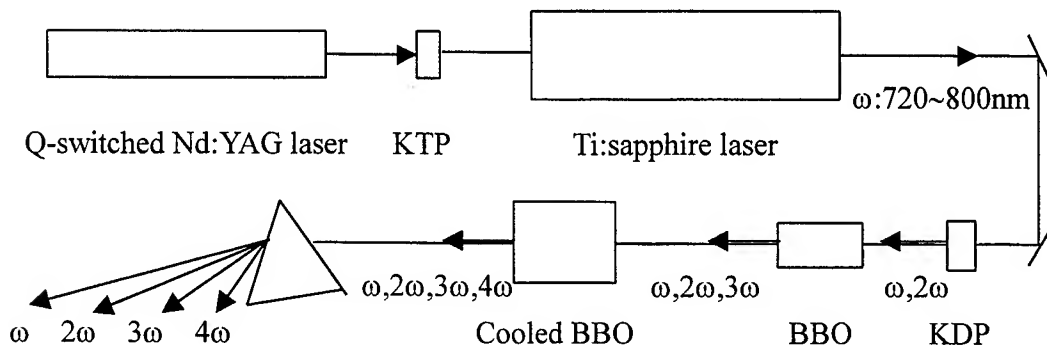 ω:720~800nm
Q-switched Nd:YAG laser KTP Ti:sapphire laser
ω,2ω,3ω,4ω ω,2ω,3ω ω,2ω
ω 2ω 3ω 4ω Cooled BBO BBO KDP